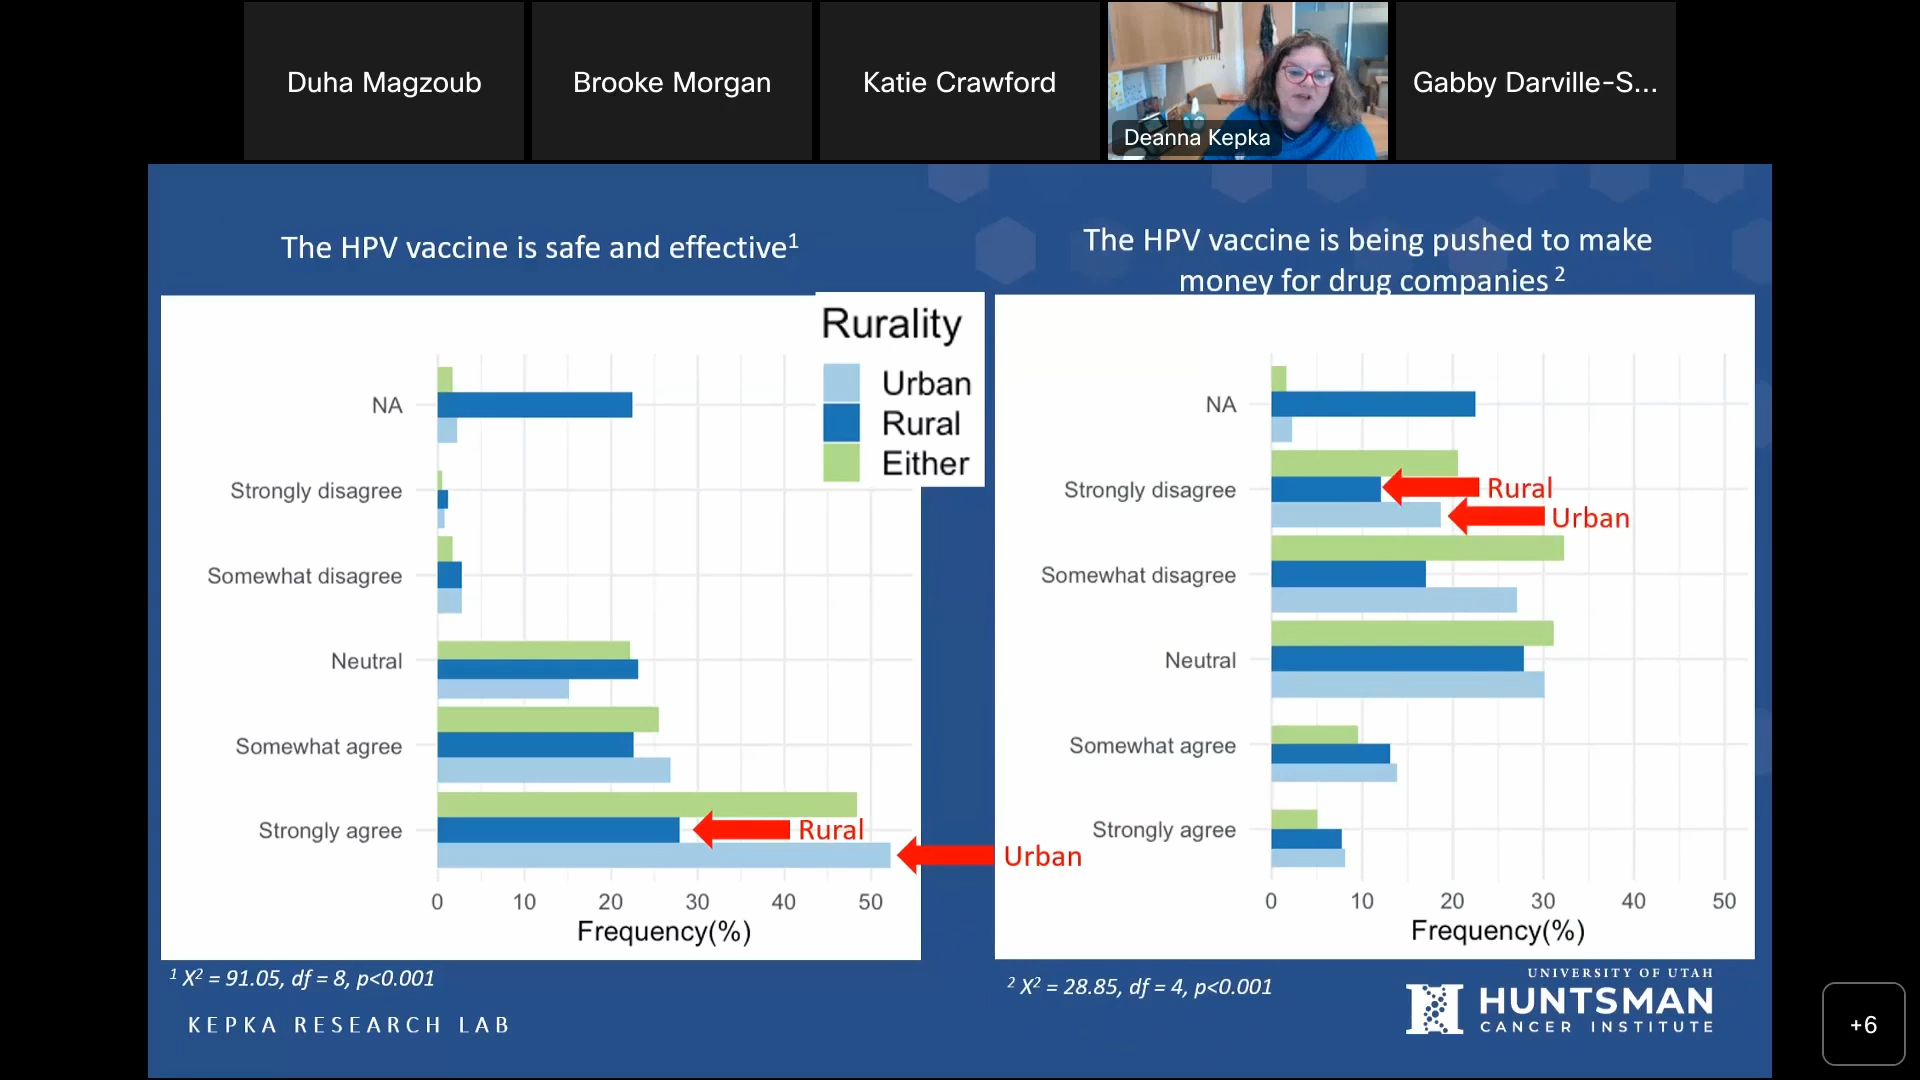 Duha Magzoub
Brooke Morgan
Katie Crawford
Deanna Kepka
Gabby Darville-S...
The HPV vaccine is safe and effective¹
Rurality
Urban
Rural
Either
NA
Strongly disagree
Somewhat disagree
Neutral
Somewhat agree
Strongly agree
Rural
Urban
0 10 20 30 40 50
Frequency(%)
¹ X² = 91.05, df = 8, p<0.001
The HPV vaccine is being pushed to make
money for drug companies ²
NA
Strongly disagree
Rural
Urban
Somewhat disagree
Neutral
Somewhat agree
Strongly agree
0 10 20 30 40 50
Frequency(%)
² X² = 28.85, df = 4, p<0.001
KEPKA RESEARCH LAB
UNIVERSITY OF UTAH
HUNTSMAN
CANCER INSTITUTE
+6